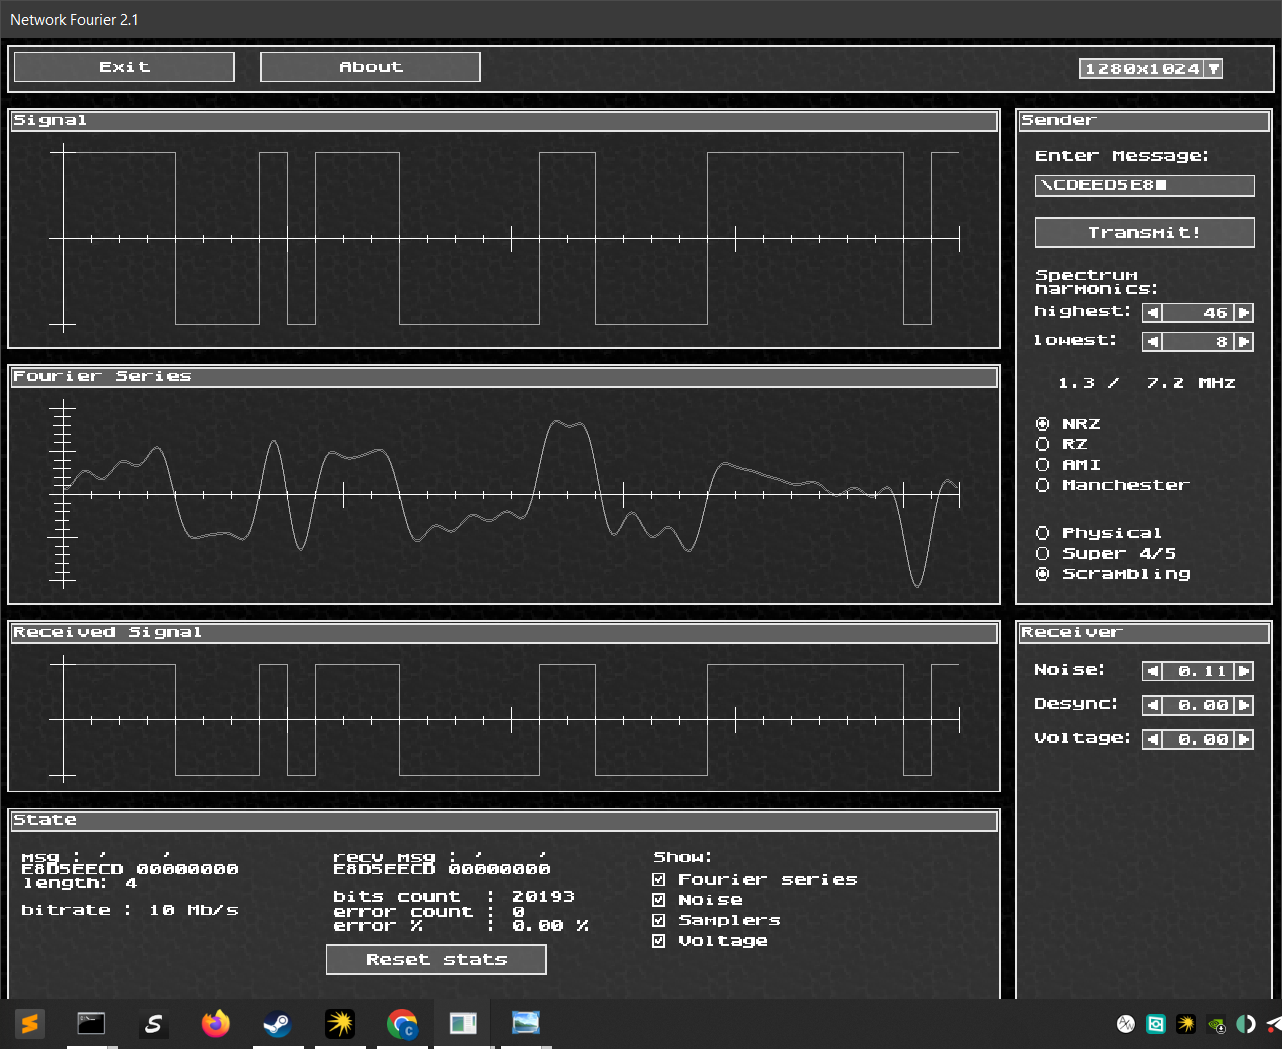 Network Fourier 2.1
Exit
About
1280x1024
Signal
Sender
Enter Message:
\CDEED5E8
Transmit!
Spectrum
harmonics:
highest: 46
lowest: 8
1.3 / 7.2 MHz
NRZ
RZ
AMI
Manchester
Physical
Super 4/5
Scrambling
Fourier Series
Received Signal
Receiver
Noise: 0.11
Desync: 0.00
Voltage: 0.00
State
msg : ' '
E8D5EECD 00000000
length: 4
bitrate : 10 Mb/s
recv msg : ' '
E8D5EECD 00000000
bits count : 20193
error count : 0
error % : 0.00 %
Reset stats
Show:
Fourier series
Noise
Samplers
Voltage